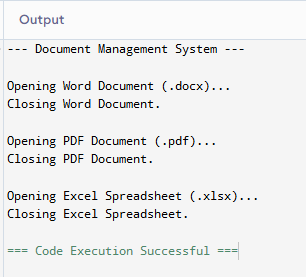 Output
--- Document Management System ---
Opening Word Document (.docx)...
Closing Word Document.
Opening PDF Document (.pdf)...
Closing PDF Document.
Opening Excel Spreadsheet (.xlsx)...
Closing Excel Spreadsheet.
=== Code Execution Successful ===